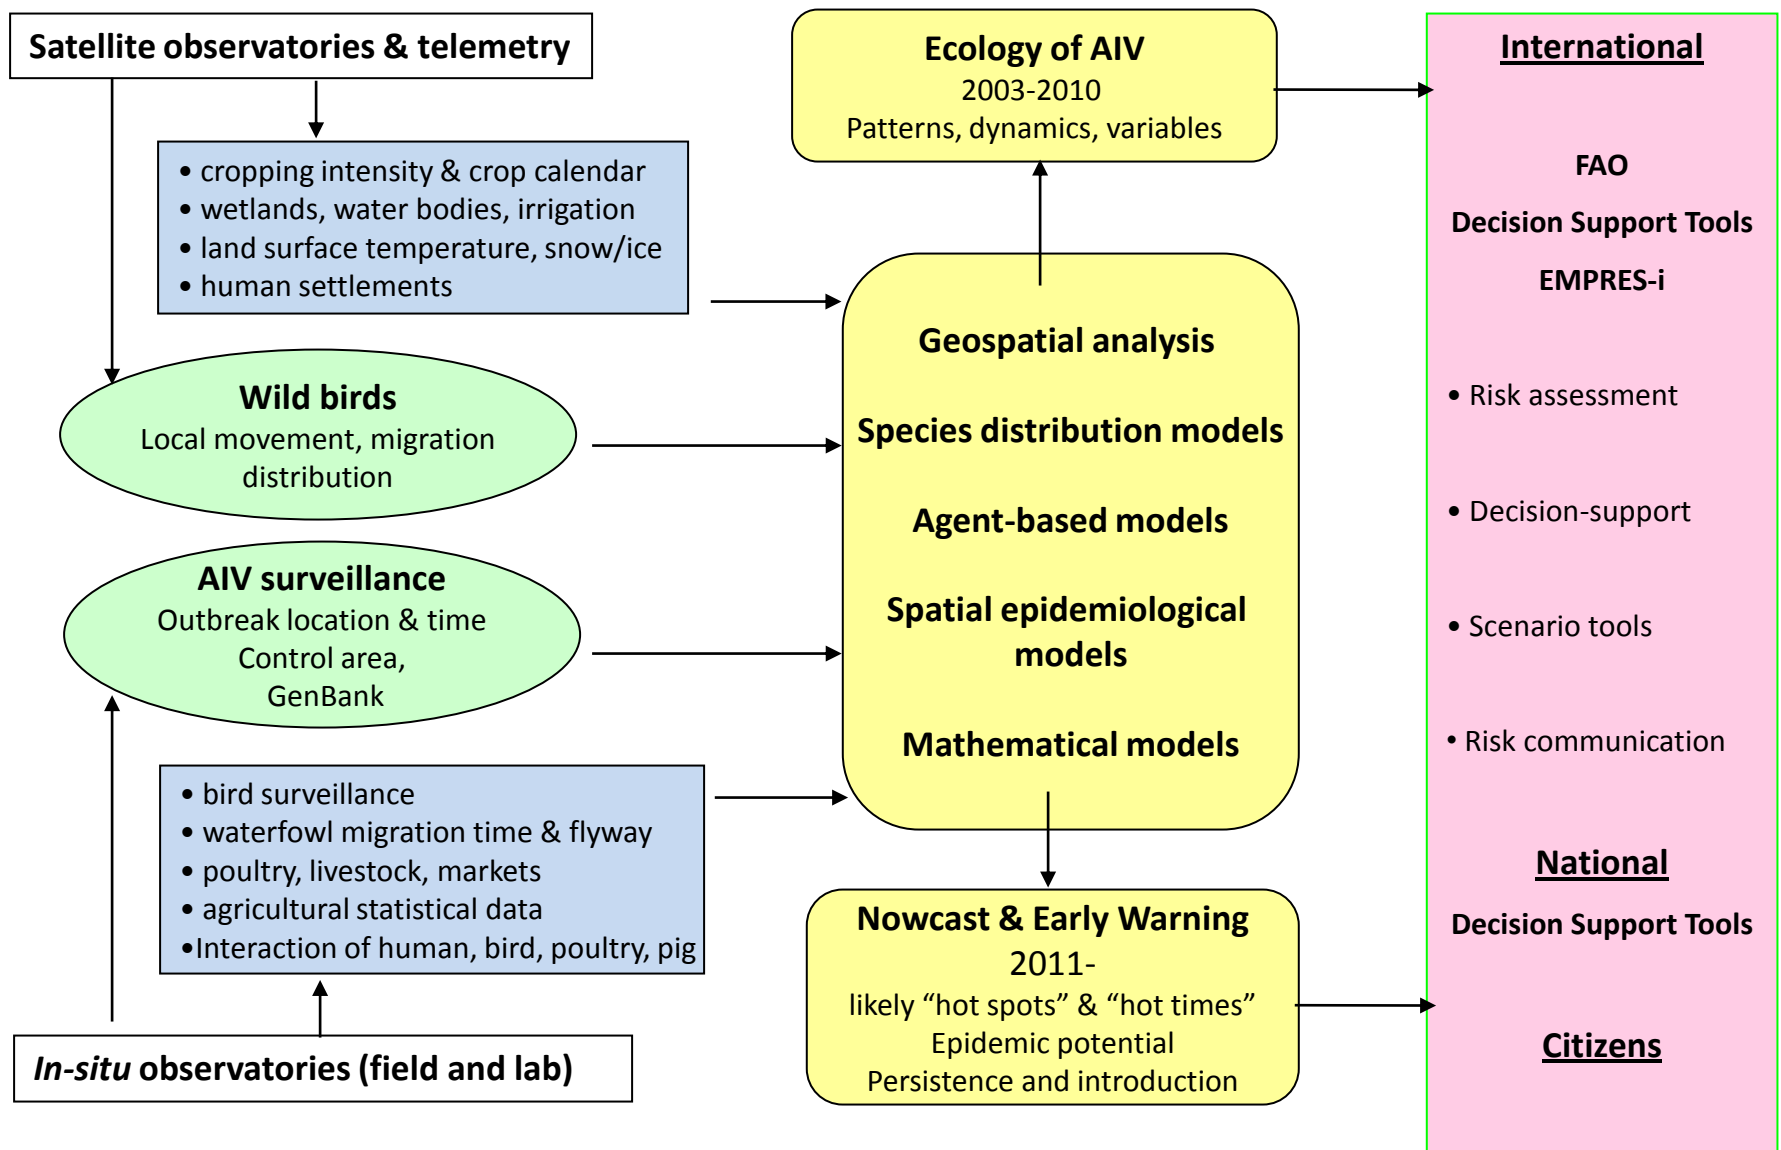 Satellite observatories & telemetry
• cropping intensity & crop calendar
• wetlands, water bodies, irrigation
• land surface temperature, snow/ice
• human settlements
Wild birds
Local movement, migration
distribution
AIV surveillance
Outbreak location & time
Control area,
GenBank
• bird surveillance
• waterfowl migration time & flyway
• poultry, livestock, markets
• agricultural statistical data
•Interaction of human, bird, poultry, pig
In-situ observatories (field and lab)
Ecology of AIV
2003-2010
Patterns, dynamics, variables
Geospatial analysis
Species distribution models
Agent-based models
Spatial epidemiological
models
Mathematical models
Nowcast & Early Warning
2011-
likely “hot spots” & “hot times”
Epidemic potential
Persistence and introduction
International
FAO
Decision Support Tools
EMPRES-i
• Risk assessment
• Decision-support
• Scenario tools
• Risk communication
National
Decision Support Tools
Citizens